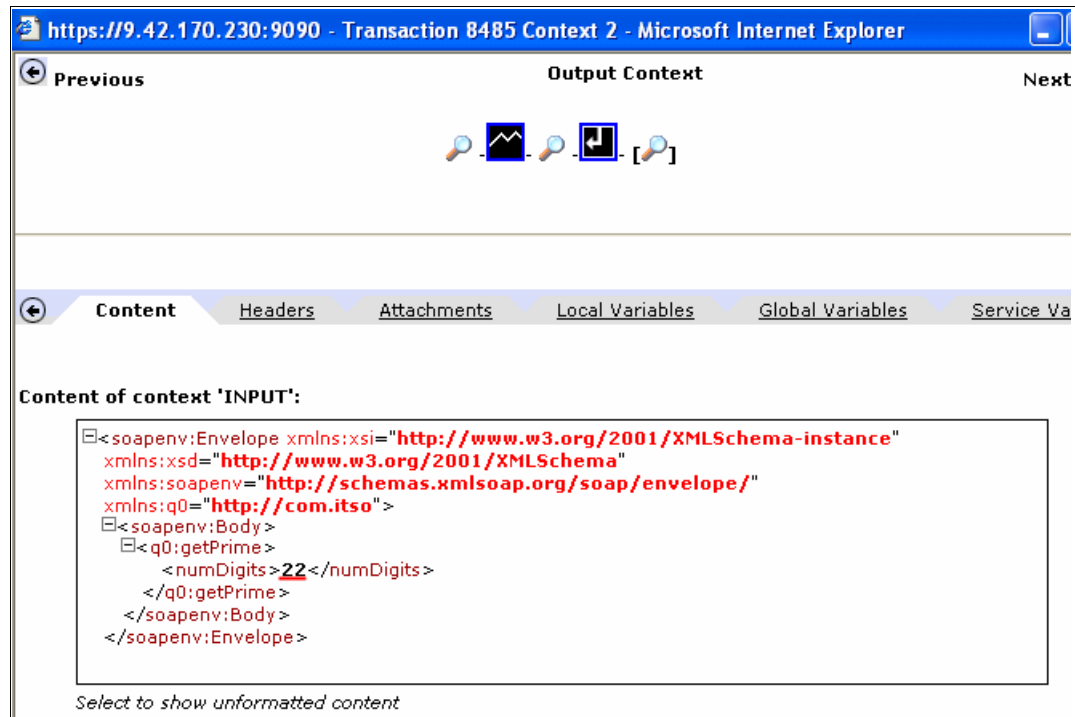 https://9.42.170.230:9090 - Transaction 8485 Context 2 - Microsoft Internet Explorer
Previous Output Context Next
- - - - [ ]
Content Headers Attachments Local Variables Global Variables Service Va
Content of context 'INPUT':
<soapenv:Envelope xmlns:xsi="http://www.w3.org/2001/XMLSchema-instance"
xmlns:xsd="http://www.w3.org/2001/XMLSchema"
xmlns:soapenv="http://schemas.xmlsoap.org/soap/envelope/"
xmlns:q0="http://com.itso">
<soapenv:Body>
<q0:getPrime>
<numDigits>22</numDigits>
</q0:getPrime>
</soapenv:Body>
</soapenv:Envelope>
Select to show unformatted content